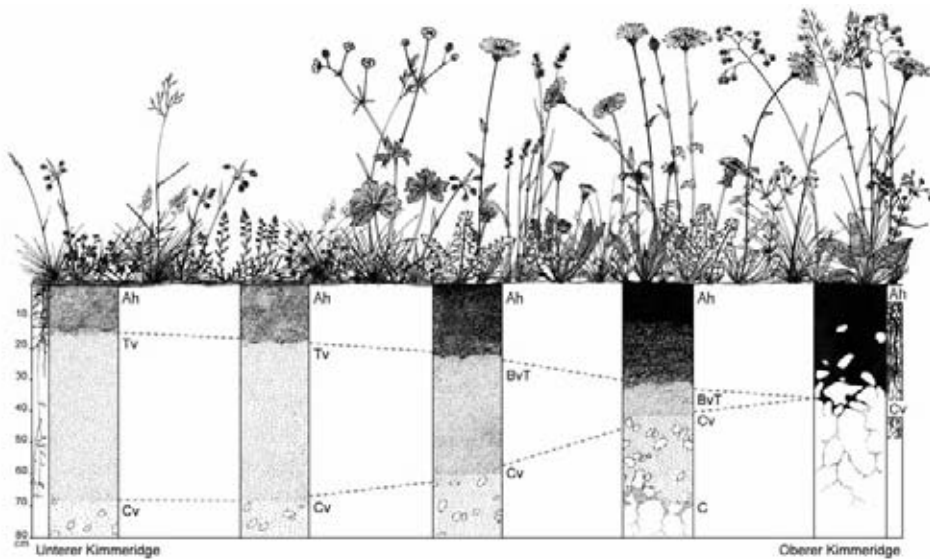 Ah Ah Ah Ah Ah
10
Tv Tv
20
BvT
30
BvT
Cv Cv
40
50
Cv
60
70
Cv Cv C
80
cm
Unterer Kimmeridge Oberer Kimmeridge